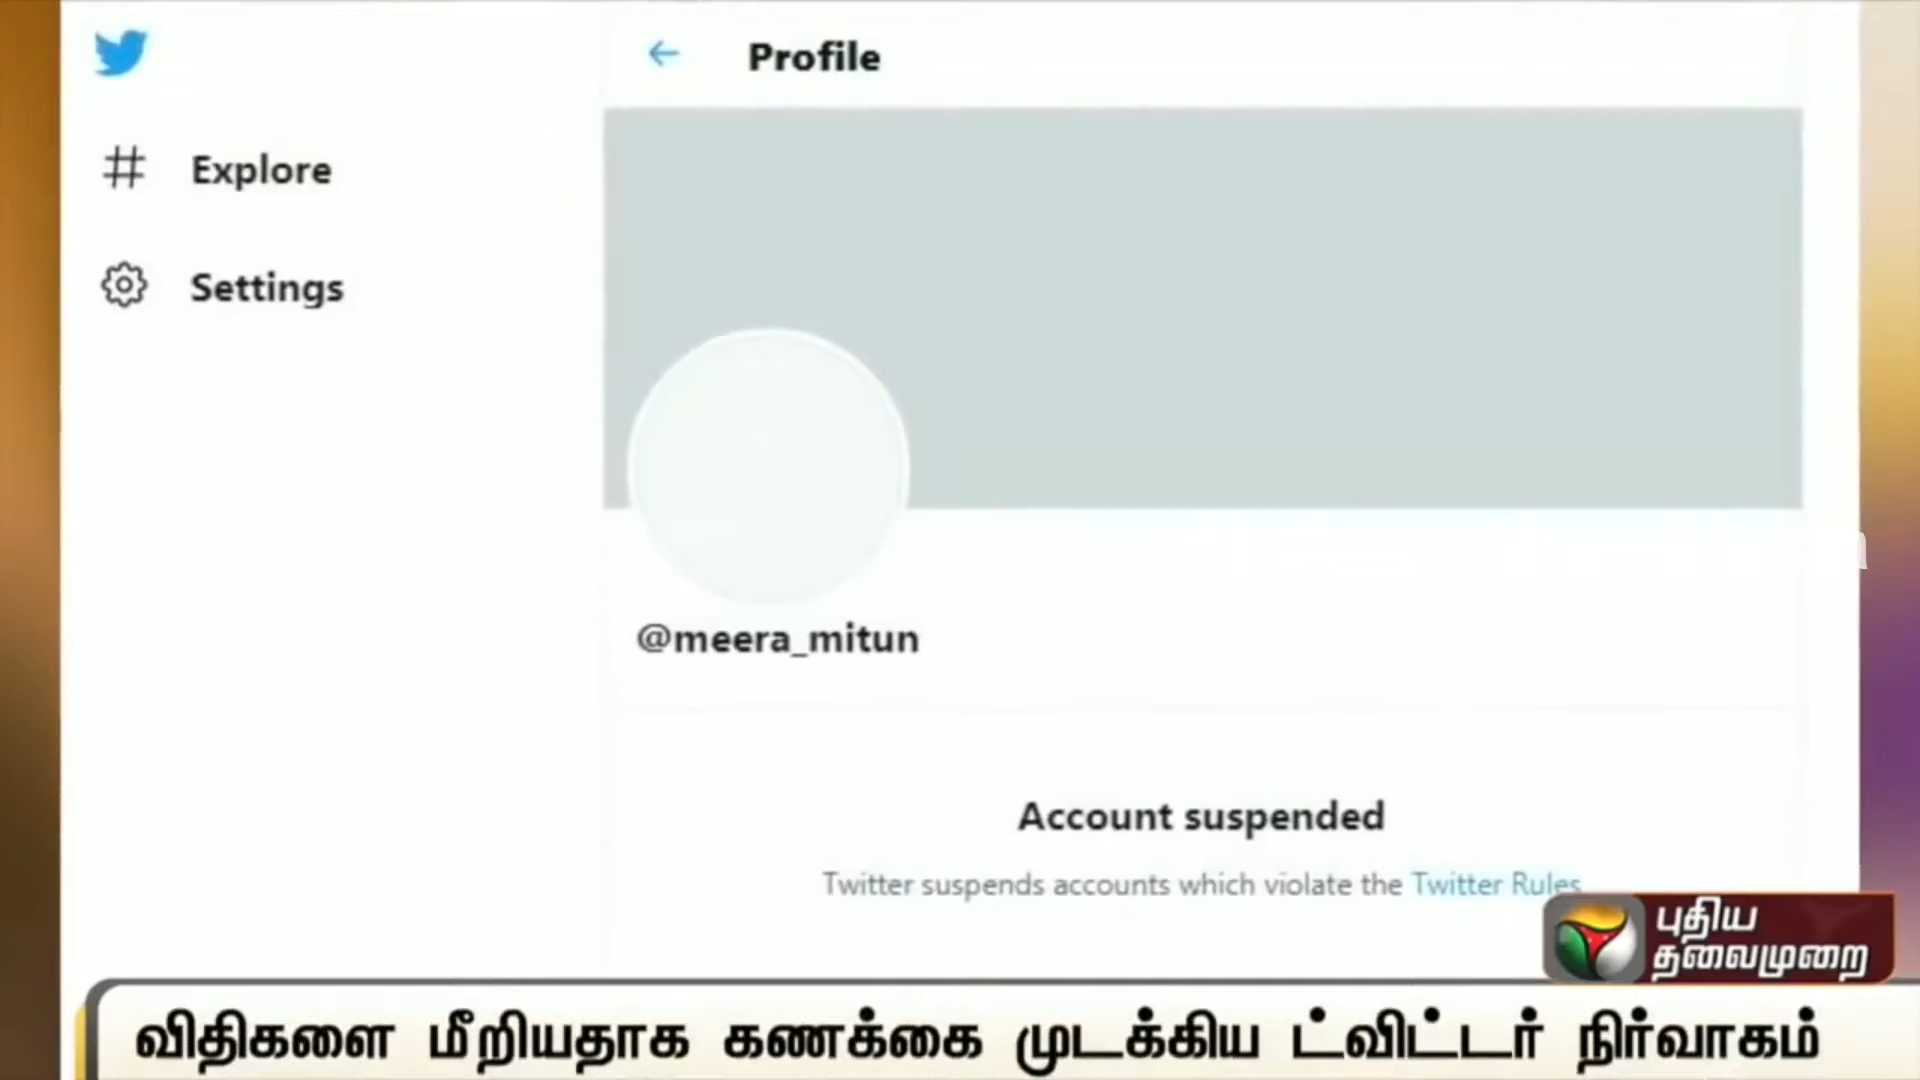 Profile
Explore
Settings
@meera_mitun
Account suspended
Twitter suspends accounts which violate the Twitter Rules
புதிய
தலைமுறை
விதிகளை மீறியதாக கணக்கை முடக்கிய ட்விட்டர் நிர்வாகம்